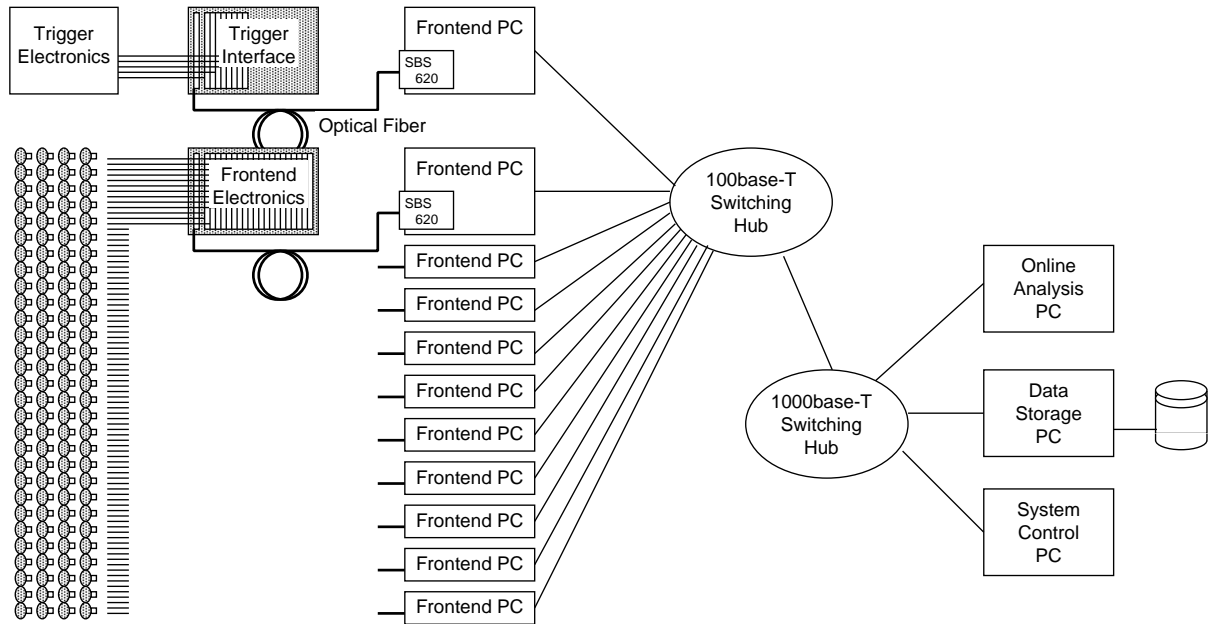 Trigger
Electronics
Trigger
Interface
Frontend PC
SBS
620
Optical Fiber
Frontend
Electronics
Frontend PC
SBS
620
Frontend PC
Frontend PC
Frontend PC
Frontend PC
Frontend PC
Frontend PC
Frontend PC
Frontend PC
Frontend PC
100base-T
Switching
Hub
1000base-T
Switching
Hub
Online
Analysis
PC
Data
Storage
PC
System
Control
PC